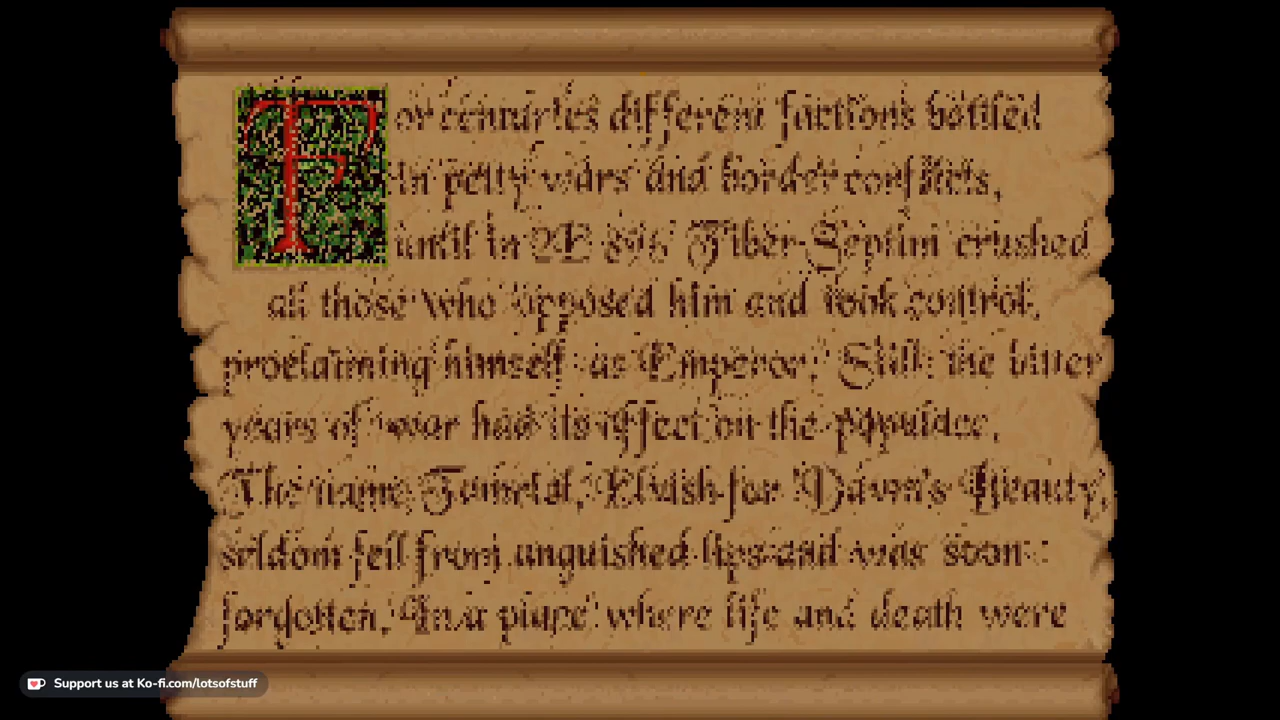 For centuries different factions battled
in petty wars and border conflicts,
until in 2E 896 Tiber Septim crushed
all those who opposed him and took control,
proclaiming himself as Emperor. Still the bitter
years of war had its effect on the populace.
The name Tamriel, Elvish for Dawn's Beauty,
seldom fell from anguished lips and was soon
forgotten. In a place where life and death were
Support us at Ko-fi.com/lotsofstuff